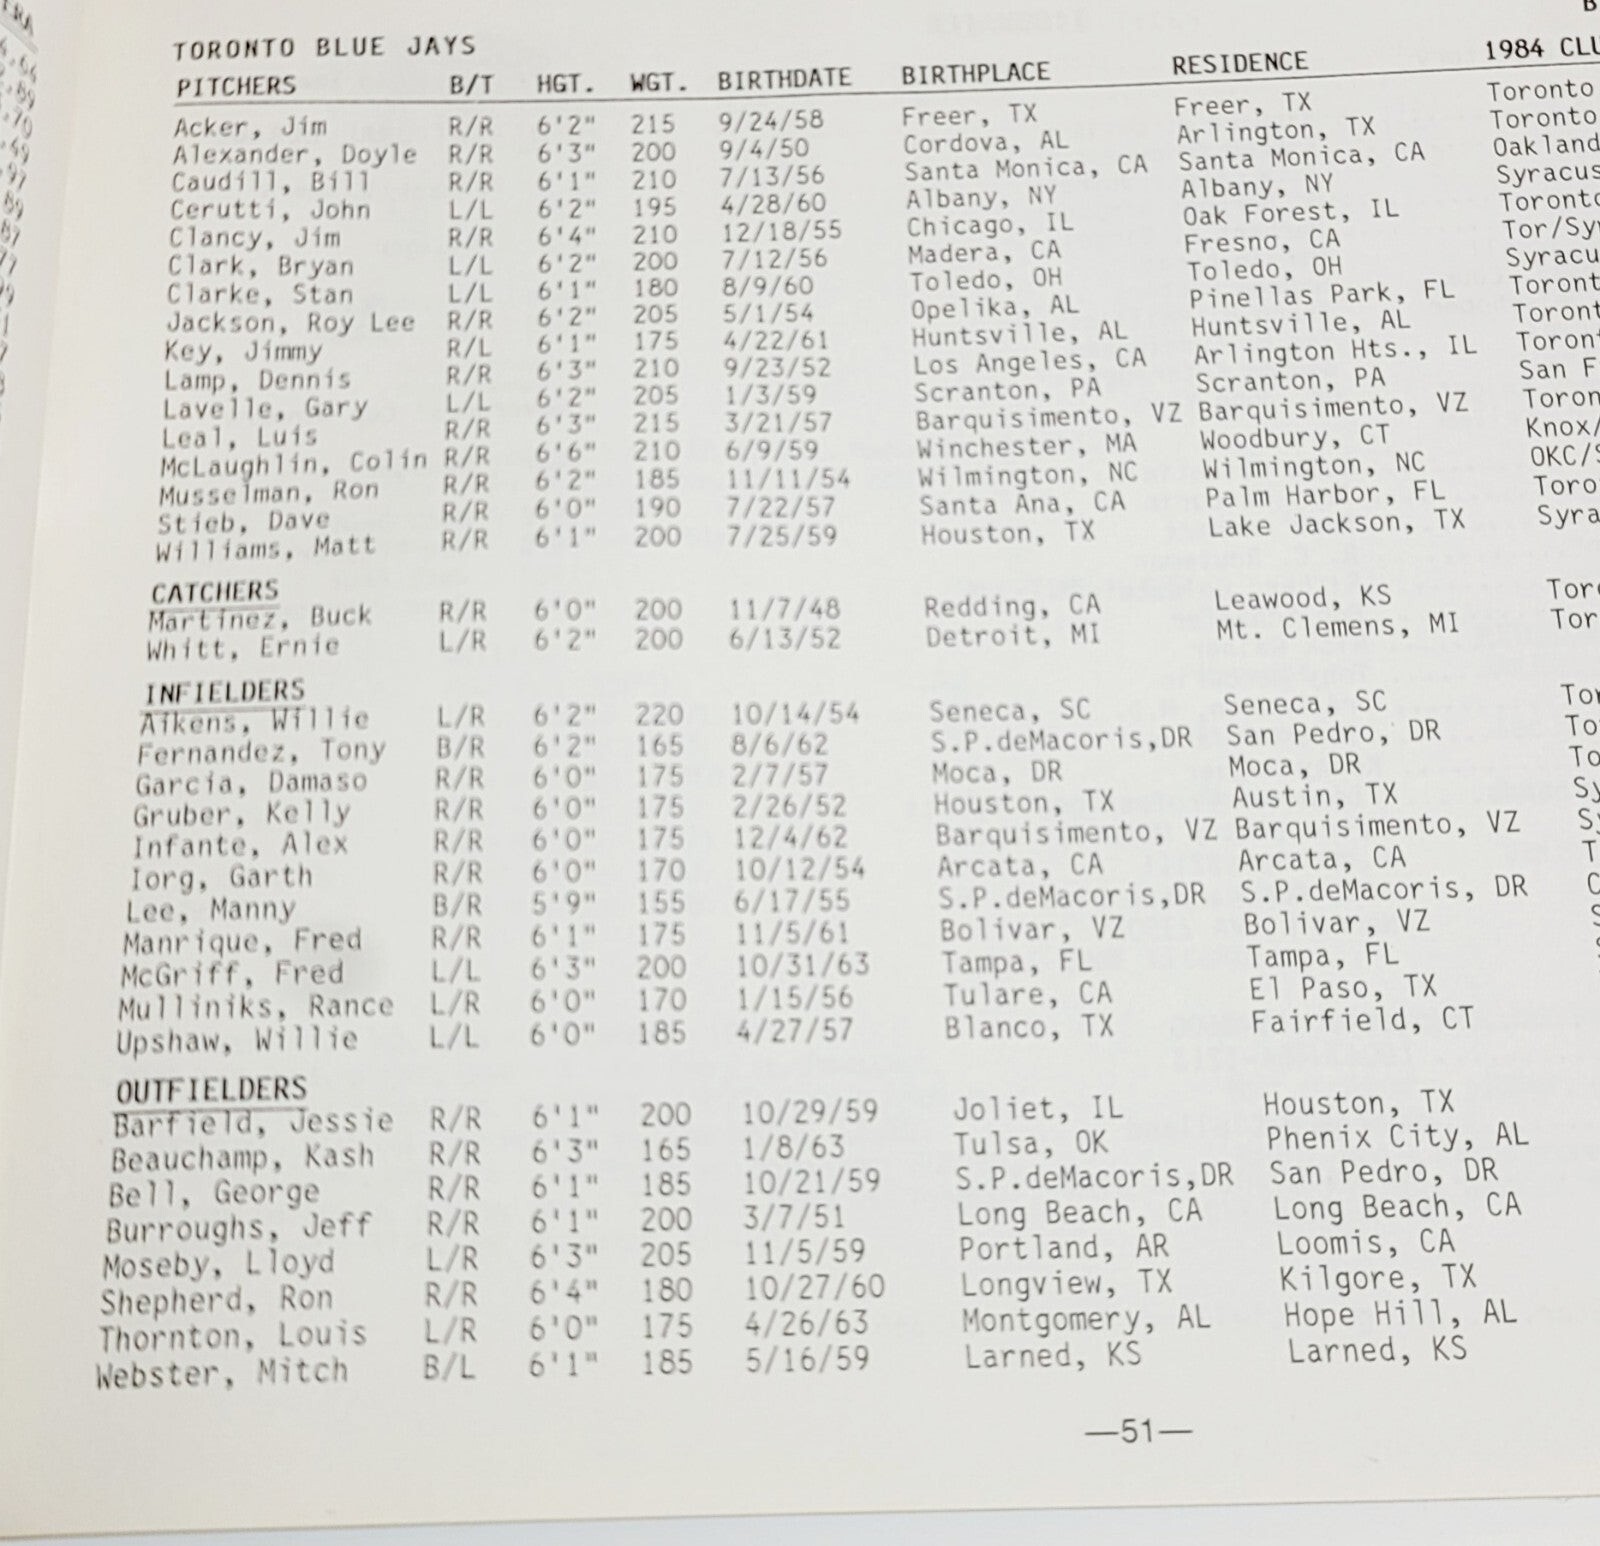 TORONTO BLUE JAYS
PITCHERS B/T HGT. WGT. BIRTHDATE BIRTHPLACE RESIDENCE 1984 CLU
Acker, Jim R/R 6'2" 215 9/24/58 Freer, TX Freer, TX Toronto
Alexander, Doyle R/R 6'3" 200 9/4/50 Cordova, AL Arlington, TX Toronto
Caudill, Bill R/R 6'1" 210 7/13/56 Santa Monica, CA Santa Monica, CA Oakland
Cerutti, John L/L 6'2" 195 4/28/60 Albany, NY Albany, NY Syracus
Clancy, Jim R/R 6'4" 210 12/18/55 Chicago, IL Oak Forest, IL Toronto
Clark, Bryan L/L 6'2" 200 7/12/56 Madera, CA Fresno, CA Tor/Syr
Clarke, Stan L/L 6'1" 180 8/9/60 Toledo, OH Toledo, OH Syracu
Jackson, Roy Lee R/R 6'2" 205 5/1/54 Opelika, AL Pinellas Park, FL Toront
Key, Jimmy R/L 6'1" 175 4/22/61 Huntsville, AL Huntsville, AL Toront
Lamp, Dennis R/R 6'3" 210 9/23/52 Los Angeles, CA Arlington Hts., IL Toront
Lavelle, Gary L/L 6'2" 205 1/3/59 Scranton, PA Scranton, PA San F
Leal, Luis R/R 6'3" 215 3/21/57 Barquisimento, VZ Barquisimento, VZ Toron
McLaughlin, Colin R/R 6'6" 210 6/9/59 Winchester, MA Woodbury, CT Knox/
Musselman, Ron R/R 6'2" 185 11/11/54 Wilmington, NC Wilmington, NC OKC/S
Stieb, Dave R/R 6'0" 190 7/22/57 Santa Ana, CA Palm Harbor, FL Toro
Williams, Matt R/R 6'1" 200 7/25/59 Houston, TX Lake Jackson, TX Syra
CATCHERS
Martinez, Buck R/R 6'0" 200 11/7/48 Redding, CA Leawood, KS Toro
Whitt, Ernie L/R 6'2" 200 6/13/52 Detroit, MI Mt. Clemens, MI Tor
INFIELDERS
Aikens, Willie L/R 6'2" 220 10/14/54 Seneca, SC Seneca, SC Tor
Fernandez, Tony B/R 6'2" 165 8/6/62 S.P.deMacoris,DR San Pedro, DR To
Garcia, Damaso R/R 6'0" 175 2/7/57 Moca, DR Moca, DR To
Gruber, Kelly R/R 6'0" 175 2/26/52 Houston, TX Austin, TX Sy
Infante, Alex R/R 6'0" 175 12/4/62 Barquisimento, VZ Barquisimento, VZ Sy
Iorg, Garth R/R 6'0" 170 10/12/54 Arcata, CA Arcata, CA T
Lee, Manny B/R 5'9" 155 6/17/55 S.P.deMacoris,DR S.P.deMacoris, DR C
Manrique, Fred R/R 6'1" 175 11/5/61 Bolivar, VZ Bolivar, VZ S
McGriff, Fred L/L 6'3" 200 10/31/63 Tampa, FL Tampa, FL
Mulliniks, Rance L/R 6'0" 170 1/15/56 Tulare, CA El Paso, TX
Upshaw, Willie L/L 6'0" 185 4/27/57 Blanco, TX Fairfield, CT
OUTFIELDERS
Barfield, Jessie R/R 6'1" 200 10/29/59 Joliet, IL Houston, TX
Beauchamp, Kash R/R 6'3" 165 1/8/63 Tulsa, OK Phenix City, AL
Bell, George R/R 6'1" 185 10/21/59 S.P.deMacoris,DR San Pedro, DR
Burroughs, Jeff R/R 6'1" 200 3/7/51 Long Beach, CA Long Beach, CA
Moseby, Lloyd L/R 6'3" 205 11/5/59 Portland, AR Loomis, CA
Shepherd, Ron R/R 6'4" 180 10/27/60 Longview, TX Kilgore, TX
Thornton, Louis L/R 6'0" 175 4/26/63 Montgomery, AL Hope Hill, AL
Webster, Mitch B/L 6'1" 185 5/16/59 Larned, KS Larned, KS
—51—